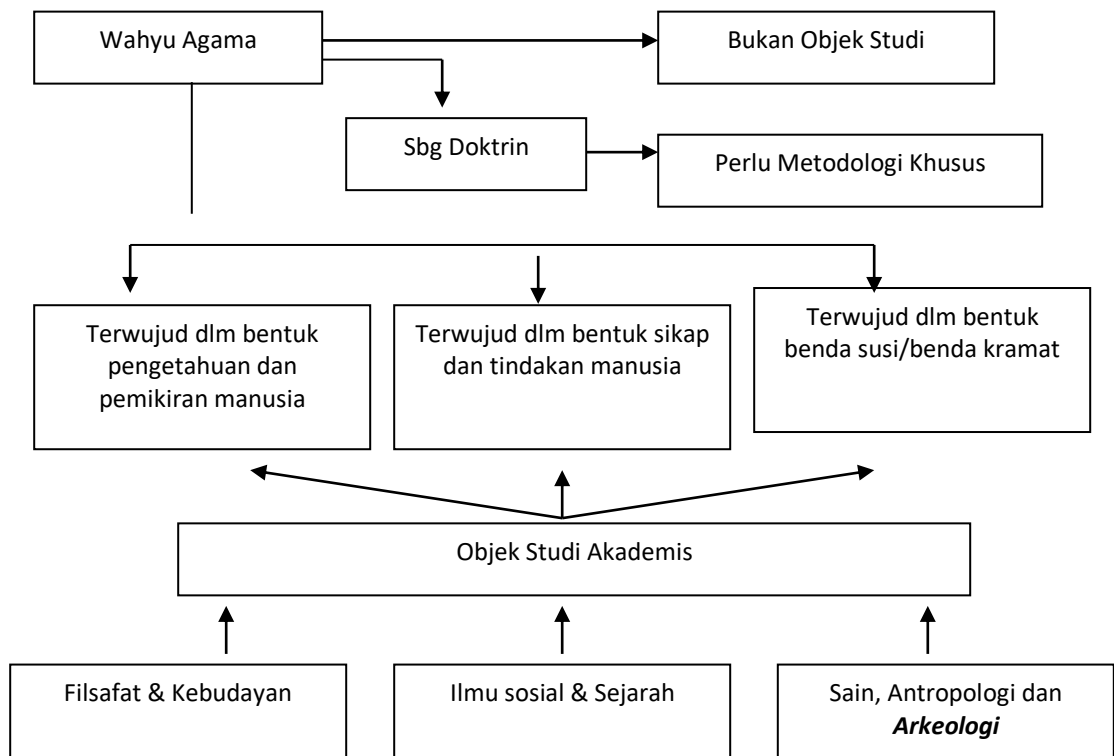 Wahyu Agama
Bukan Objek Studi
Sbg Doktrin
Perlu Metodologi Khusus
Terwujud dlm bentuk
pengetahuan dan
pemikiran manusia
Terwujud dlm bentuk sikap
dan tindakan manusia
Terwujud dlm bentuk
benda susi/benda kramat
Objek Studi Akademis
Filsafat & Kebudayan
Ilmu sosial & Sejarah
Sain, Antropologi dan
Arkeologi